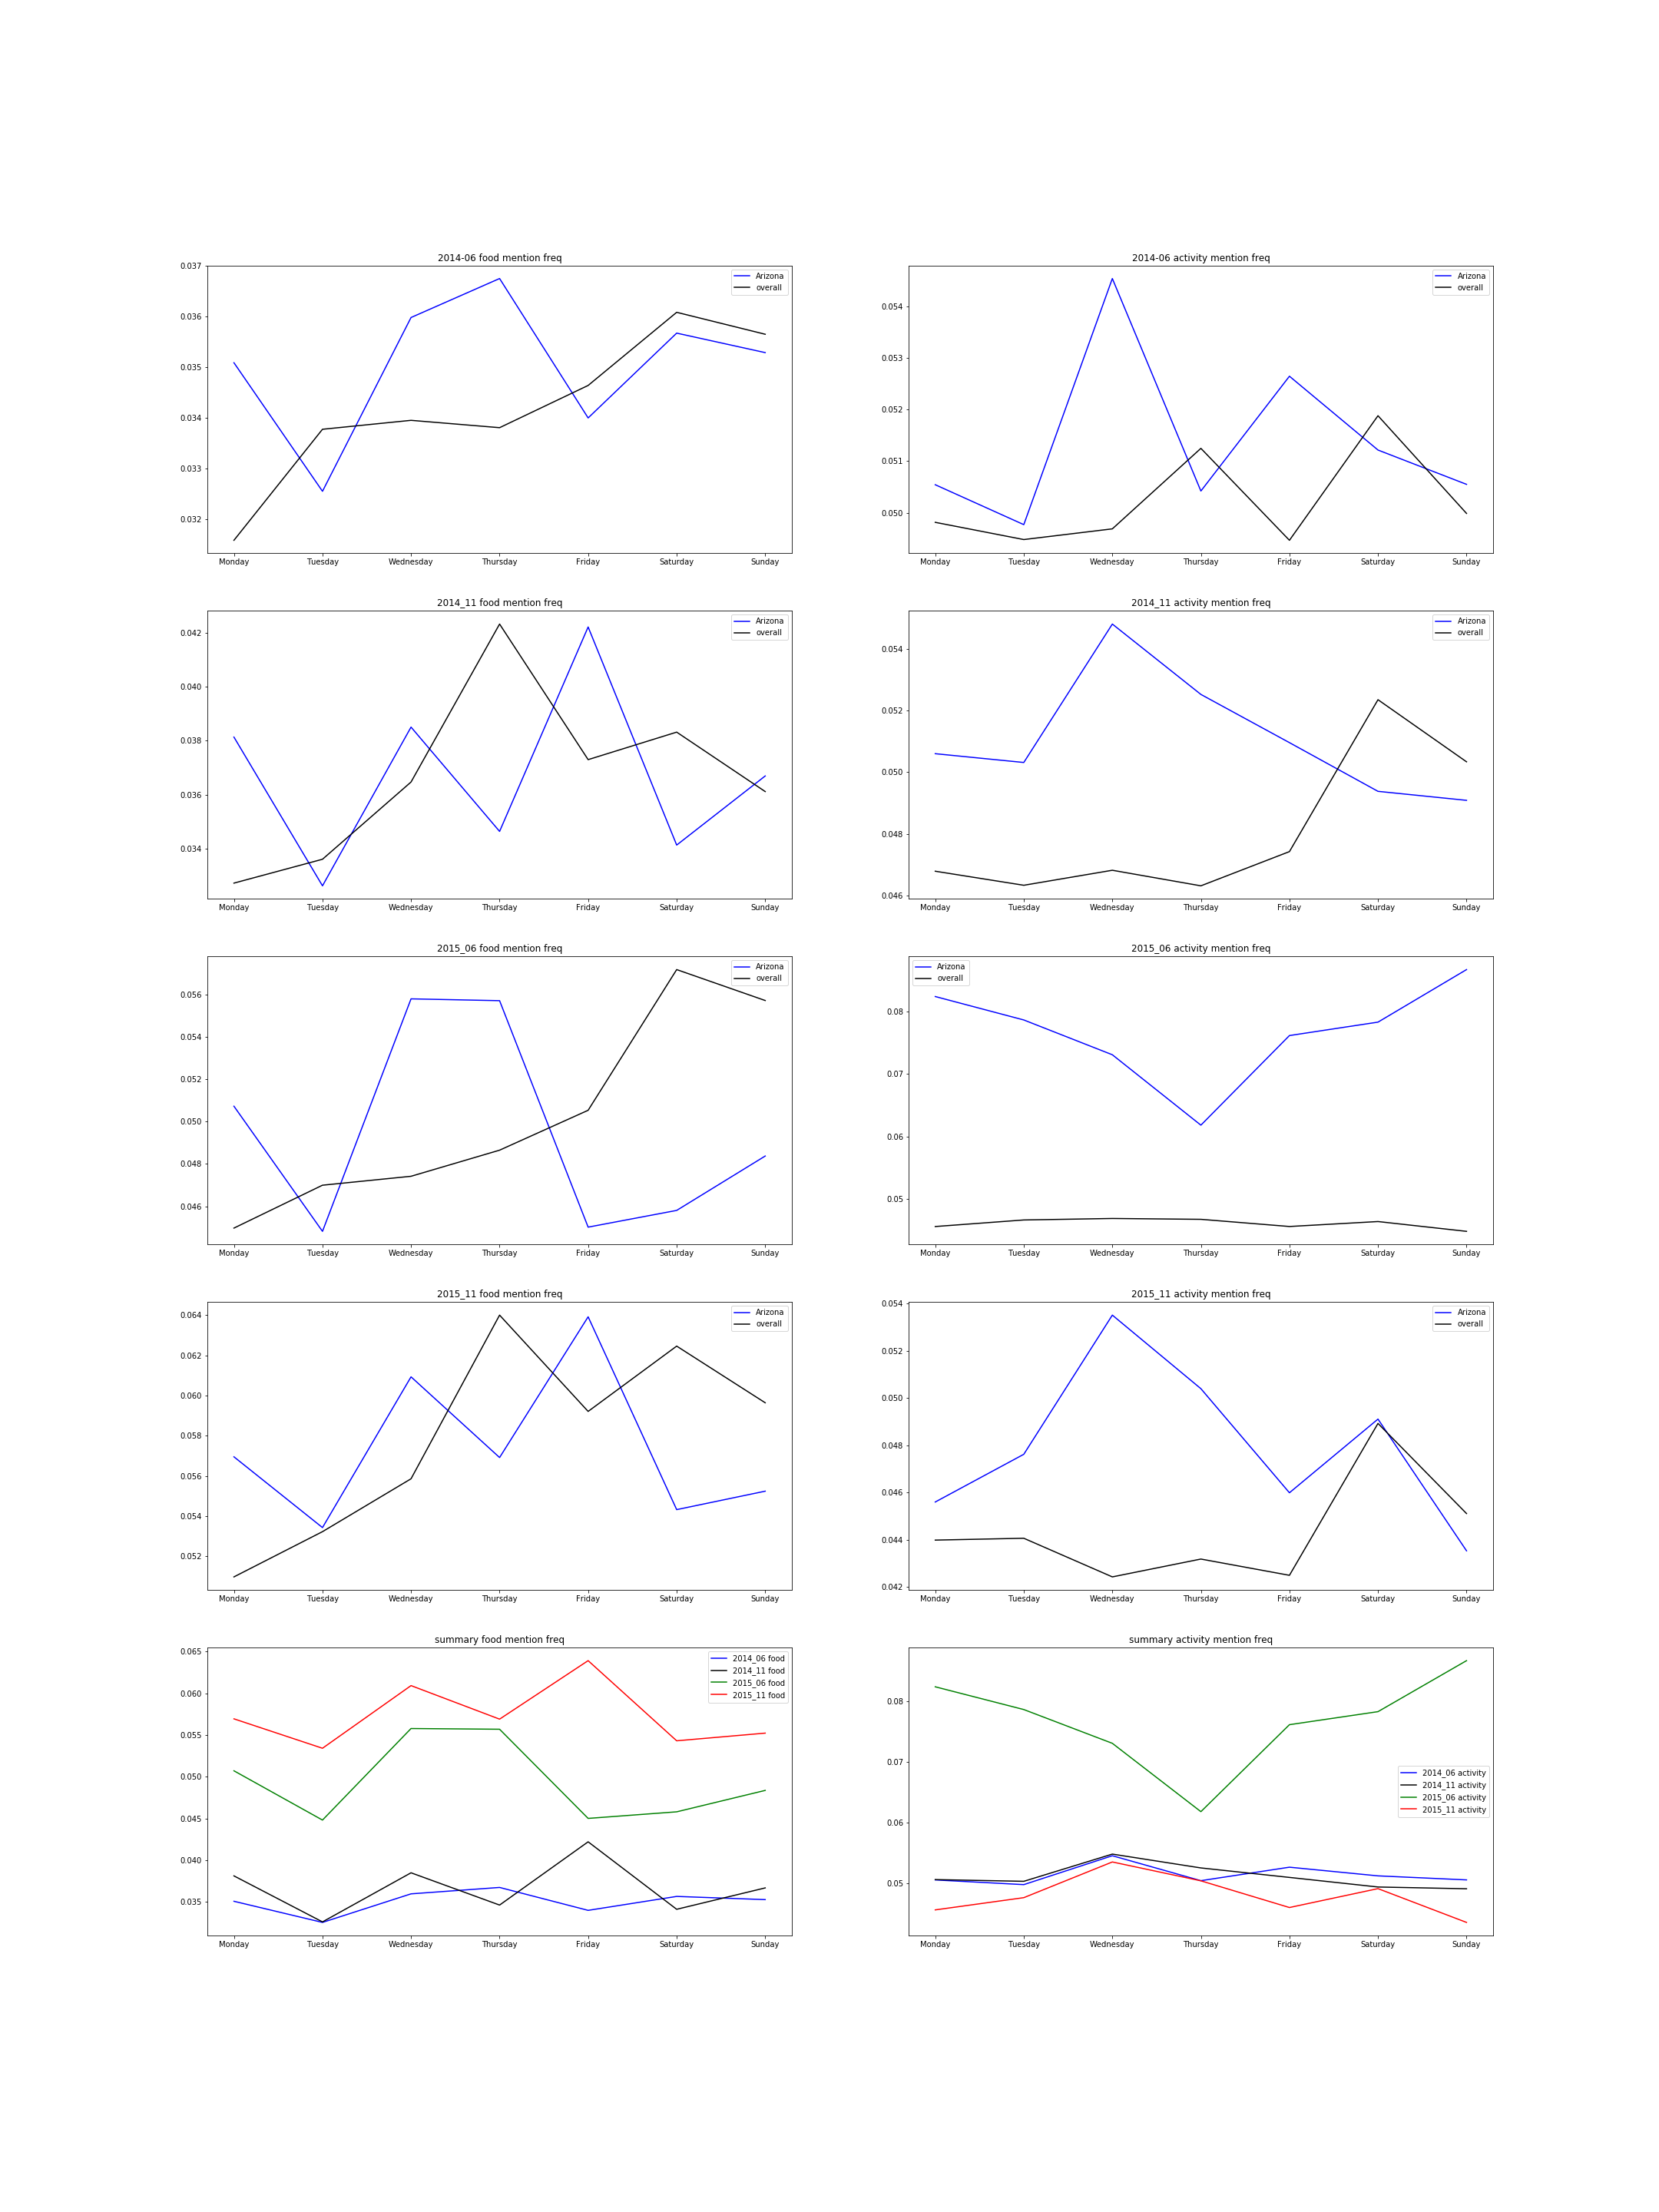 2014-06 food mention freq
0.037
0.036
0.035
0.034
0.033
0.032
Arizona
overall
Monday Tuesday Wednesday Thursday Friday Saturday Sunday
2014-06 activity mention freq
0.054
0.053
0.052
0.051
0.050
Arizona
overall
Monday Tuesday Wednesday Thursday Friday Saturday Sunday
2014_11 food mention freq
0.042
0.040
0.038
0.036
0.034
Arizona
overall
Monday Tuesday Wednesday Thursday Friday Saturday Sunday
2014_11 activity mention freq
0.054
0.052
0.050
0.048
0.046
Arizona
overall
Monday Tuesday Wednesday Thursday Friday Saturday Sunday
2015_06 food mention freq
0.056
0.054
0.052
0.050
0.048
0.046
Arizona
overall
Monday Tuesday Wednesday Thursday Friday Saturday Sunday
2015_06 activity mention freq
0.08
0.07
0.06
0.05
Arizona
overall
Monday Tuesday Wednesday Thursday Friday Saturday Sunday
2015_11 food mention freq
0.064
0.062
0.060
0.058
0.056
0.054
0.052
Arizona
overall
Monday Tuesday Wednesday Thursday Friday Saturday Sunday
2015_11 activity mention freq
0.054
0.052
0.050
0.048
0.046
0.044
0.042
Arizona
overall
Monday Tuesday Wednesday Thursday Friday Saturday Sunday
summary food mention freq
0.065
0.060
0.055
0.050
0.045
0.040
0.035
2014_06 food
2014_11 food
2015_06 food
2015_11 food
Monday Tuesday Wednesday Thursday Friday Saturday Sunday
summary activity mention freq
0.08
0.07
0.06
0.05
2014_06 activity
2014_11 activity
2015_06 activity
2015_11 activity
Monday Tuesday Wednesday Thursday Friday Saturday Sunday